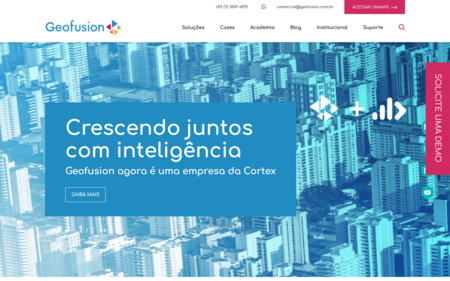 +55 (11) 3509 6870
comercial@geofusion.com.br
ACESSAR ONMAPS
Geofusion
Soluções
Cases
Academia
Blog
Institucional
Suporte
Crescendo juntos
com inteligência
Geofusion agora é uma empresa da Cortex
SAIBA MAIS
SOLICITE UMA DEMO